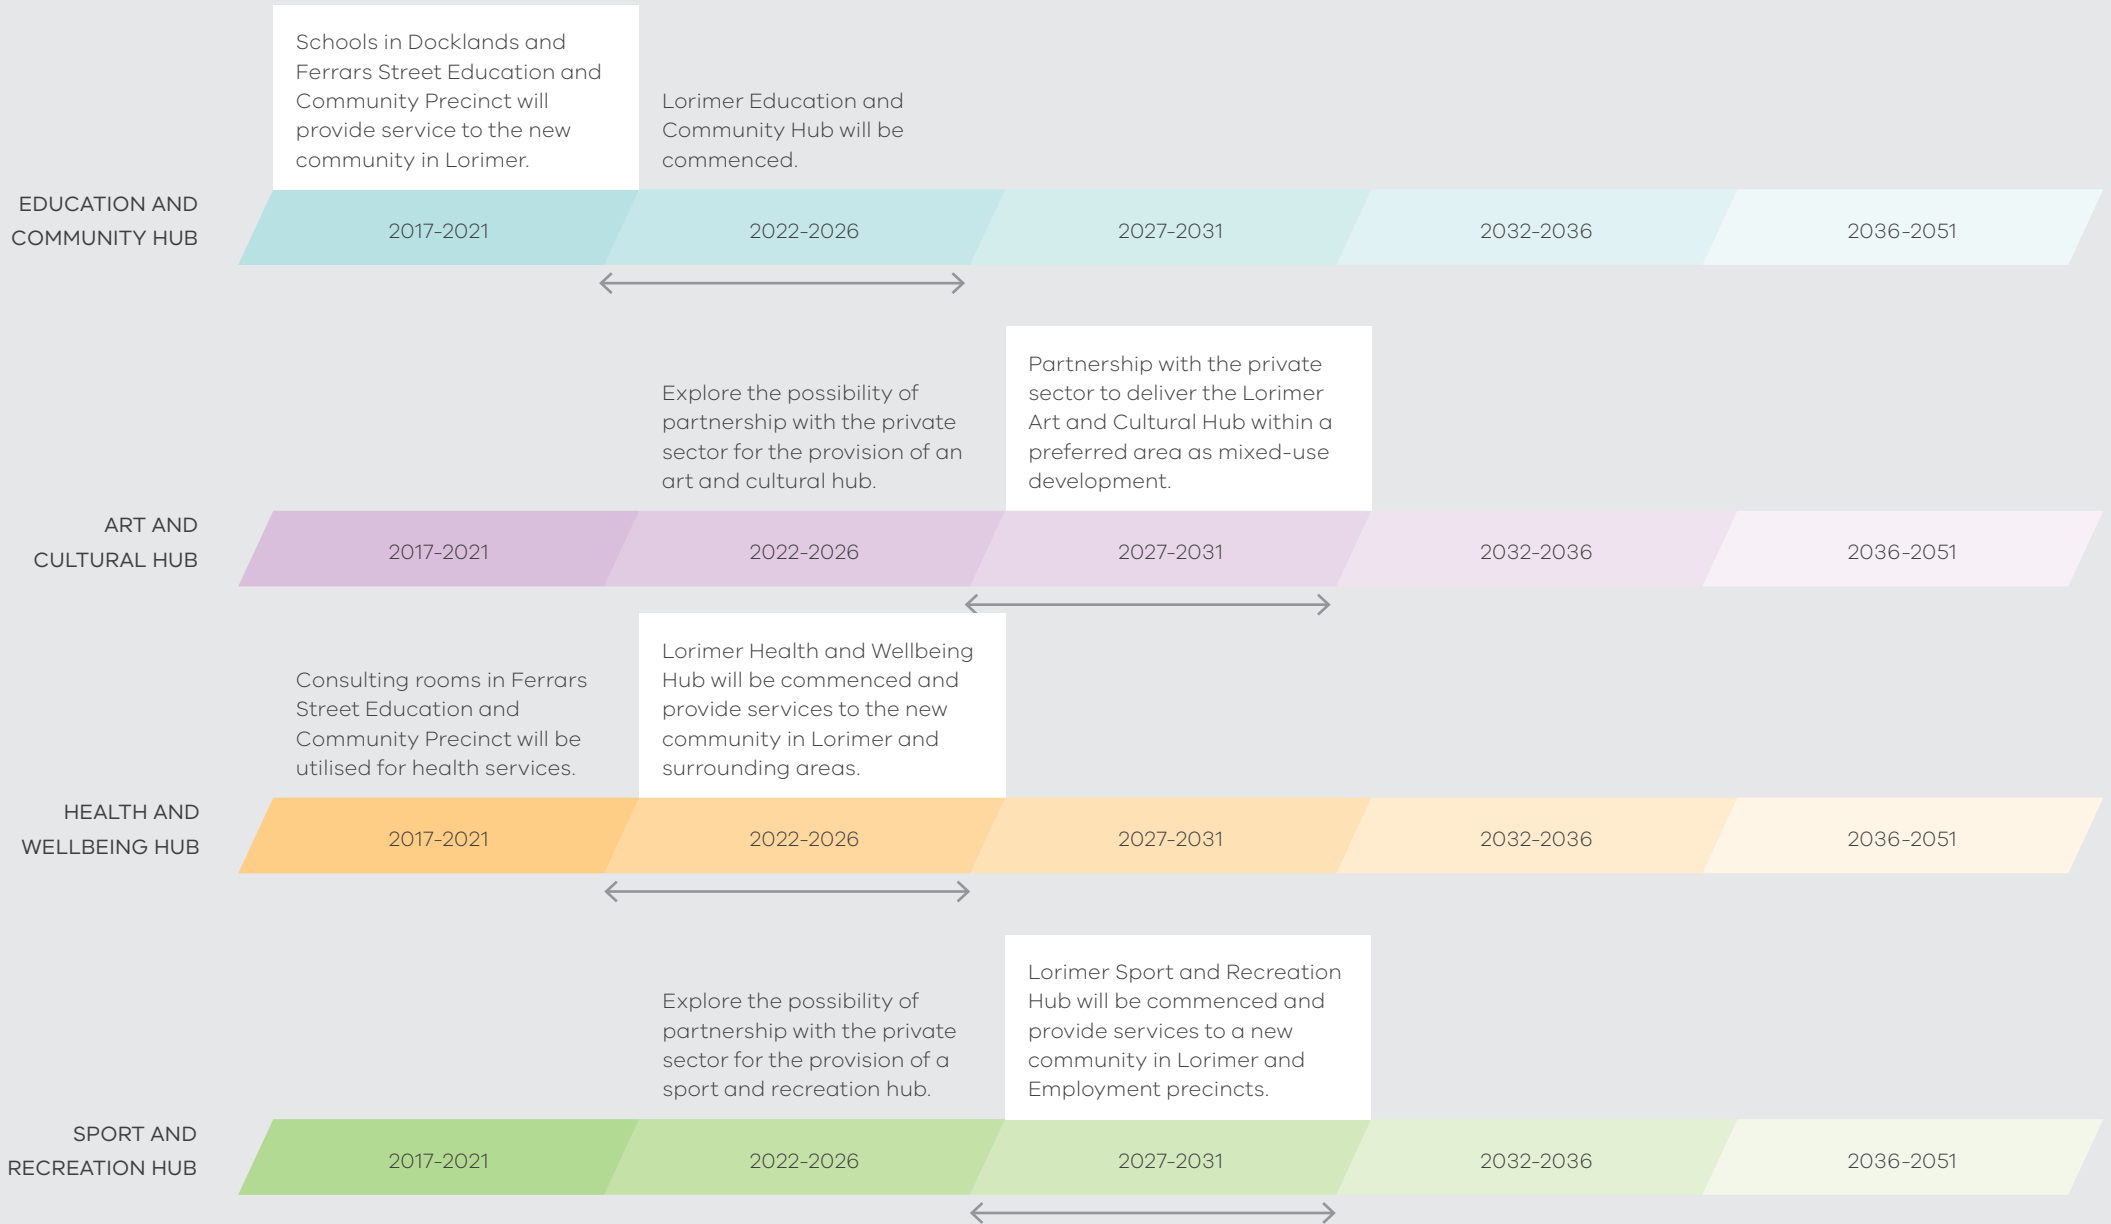 Schools in Docklands and
Ferrars Street Education and
Community Precinct will
provide service to the new
community in Lorimer.
Lorimer Education and
Community Hub will be
commenced.
EDUCATION AND
COMMUNITY HUB
2017-2021
2022-2026
2027-2031
2032-2036
2036-2051
Explore the possibility of
partnership with the private
sector for the provision of an
art and cultural hub.
Partnership with the private
sector to deliver the Lorimer
Art and Cultural Hub within a
preferred area as mixed-use
development.
ART AND
CULTURAL HUB
2017-2021
2022-2026
2027-2031
2032-2036
2036-2051
Consulting rooms in Ferrars
Street Education and
Community Precinct will be
utilised for health services.
Lorimer Health and Wellbeing
Hub will be commenced and
provide services to the new
community in Lorimer and
surrounding areas.
HEALTH AND
WELLBEING HUB
2017-2021
2022-2026
2027-2031
2032-2036
2036-2051
Explore the possibility of
partnership with the private
sector for the provision of a
sport and recreation hub.
Lorimer Sport and Recreation
Hub will be commenced and
provide services to a new
community in Lorimer and
Employment precincts.
SPORT AND
RECREATION HUB
2017-2021
2022-2026
2027-2031
2032-2036
2036-2051